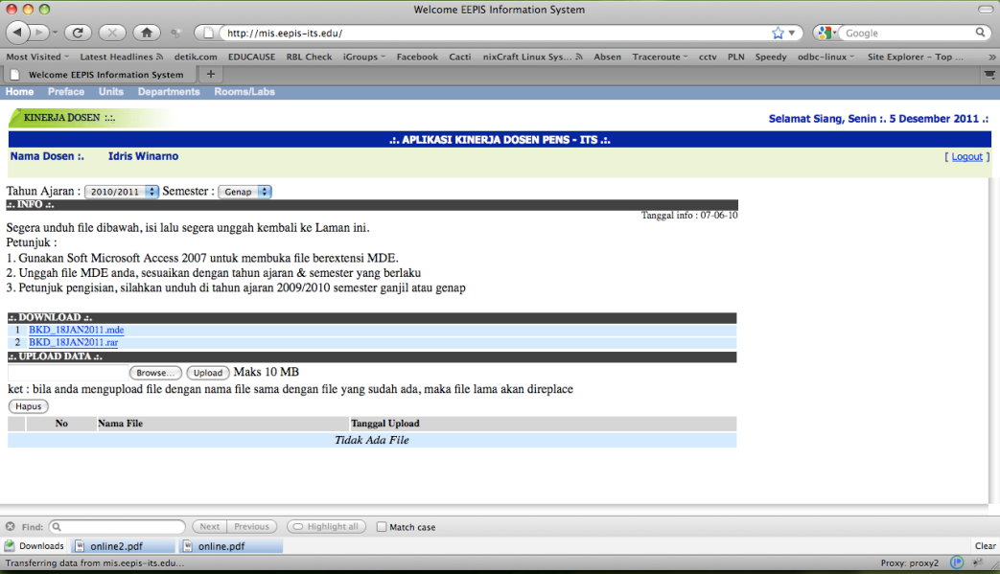 Welcome EEPIS Information System
http://mis.eepis-its.edu/
Google
Most Visited Latest Headlines detik.com EDUCAUSE RBL Check iGroups Facebook Cacti nixCraft Linux Sys... Absen Traceroute cctv PLN Speedy odbc-linux Site Explorer - Top ... »
Welcome EEPIS Information System +
Home Preface Units Departments Rooms/Labs
KINERJA DOSEN :.:.
Selamat Siang, Senin :. 5 Desember 2011 .:
.:. APLIKASI KINERJA DOSEN PENS - ITS .:.
Nama Dosen :. Idris Winarno
[ Logout ]
Tahun Ajaran : 2010/2011 Semester : Genap
.:. INFO .:.
Tanggal info : 07-06-10
Segera unduh file dibawah, isi lalu segera unggah kembali ke Laman ini.
Petunjuk :
1. Gunakan Soft Microsoft Access 2007 untuk membuka file berextensi MDE.
2. Unggah file MDE anda, sesuaikan dengan tahun ajaran & semester yang berlaku
3. Petunjuk pengisian, silahkan unduh di tahun ajaran 2009/2010 semester ganjil atau genap
.:. DOWNLOAD .:.
1 BKD_18JAN2011.mde
2 BKD_18JAN2011.rar
.:. UPLOAD DATA .:.
Browse... Upload Maks 10 MB
ket : bila anda mengupload file dengan nama file sama dengan file yang sudah ada, maka file lama akan direplace
Hapus
No Nama File Tanggal Upload
Tidak Ada File
Find: Next Previous Highlight all Match case
Downloads online2.pdf online.pdf Clear
Transferring data from mis.eepis-its.edu... Proxy: proxy2